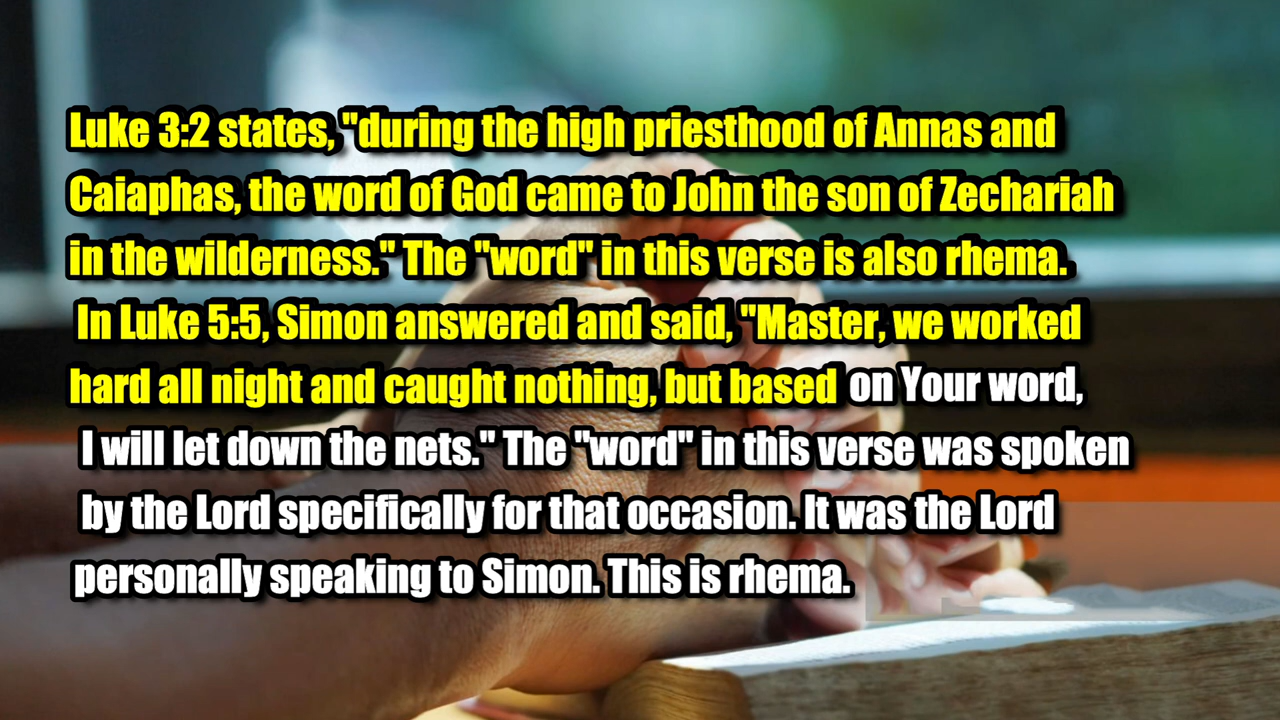 Luke 3:2 states, "during the high priesthood of Annas and
Caiaphas, the word of God came to John the son of Zechariah
in the wilderness." The "word" in this verse is also rhema.
In Luke 5:5, Simon answered and said, "Master, we worked
hard all night and caught nothing, but based on Your word,
I will let down the nets." The "word" in this verse was spoken
by the Lord specifically for that occasion. It was the Lord
personally speaking to Simon. This is rhema.